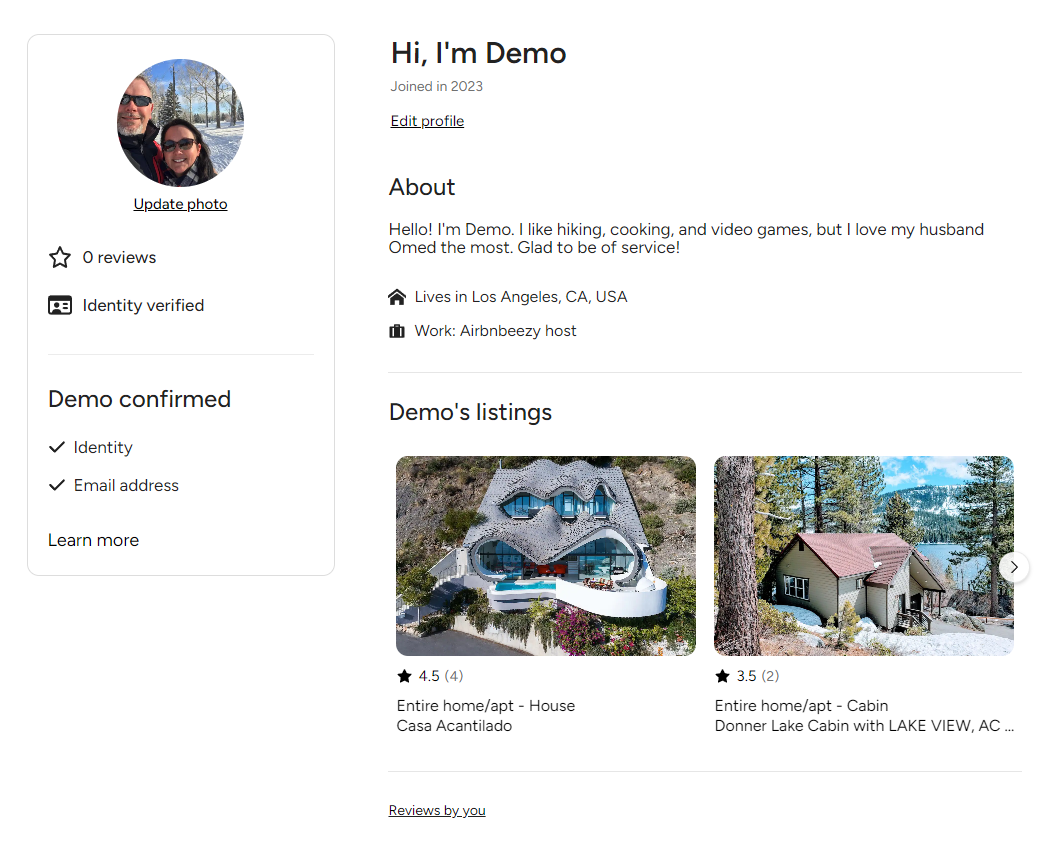 Update photo
0 reviews
Identity verified
Demo confirmed
Identity
Email address
Learn more
Hi, I'm Demo
Joined in 2023
Edit profile
About
Hello! I'm Demo. I like hiking, cooking, and video games, but I love my husband
Omed the most. Glad to be of service!
Lives in Los Angeles, CA, USA
Work: Airbnbeezy host
Demo's listings
4.5 (4)
Entire home/apt - House
Casa Acantilado
3.5 (2)
Entire home/apt - Cabin
Donner Lake Cabin with LAKE VIEW, AC ...
Reviews by you